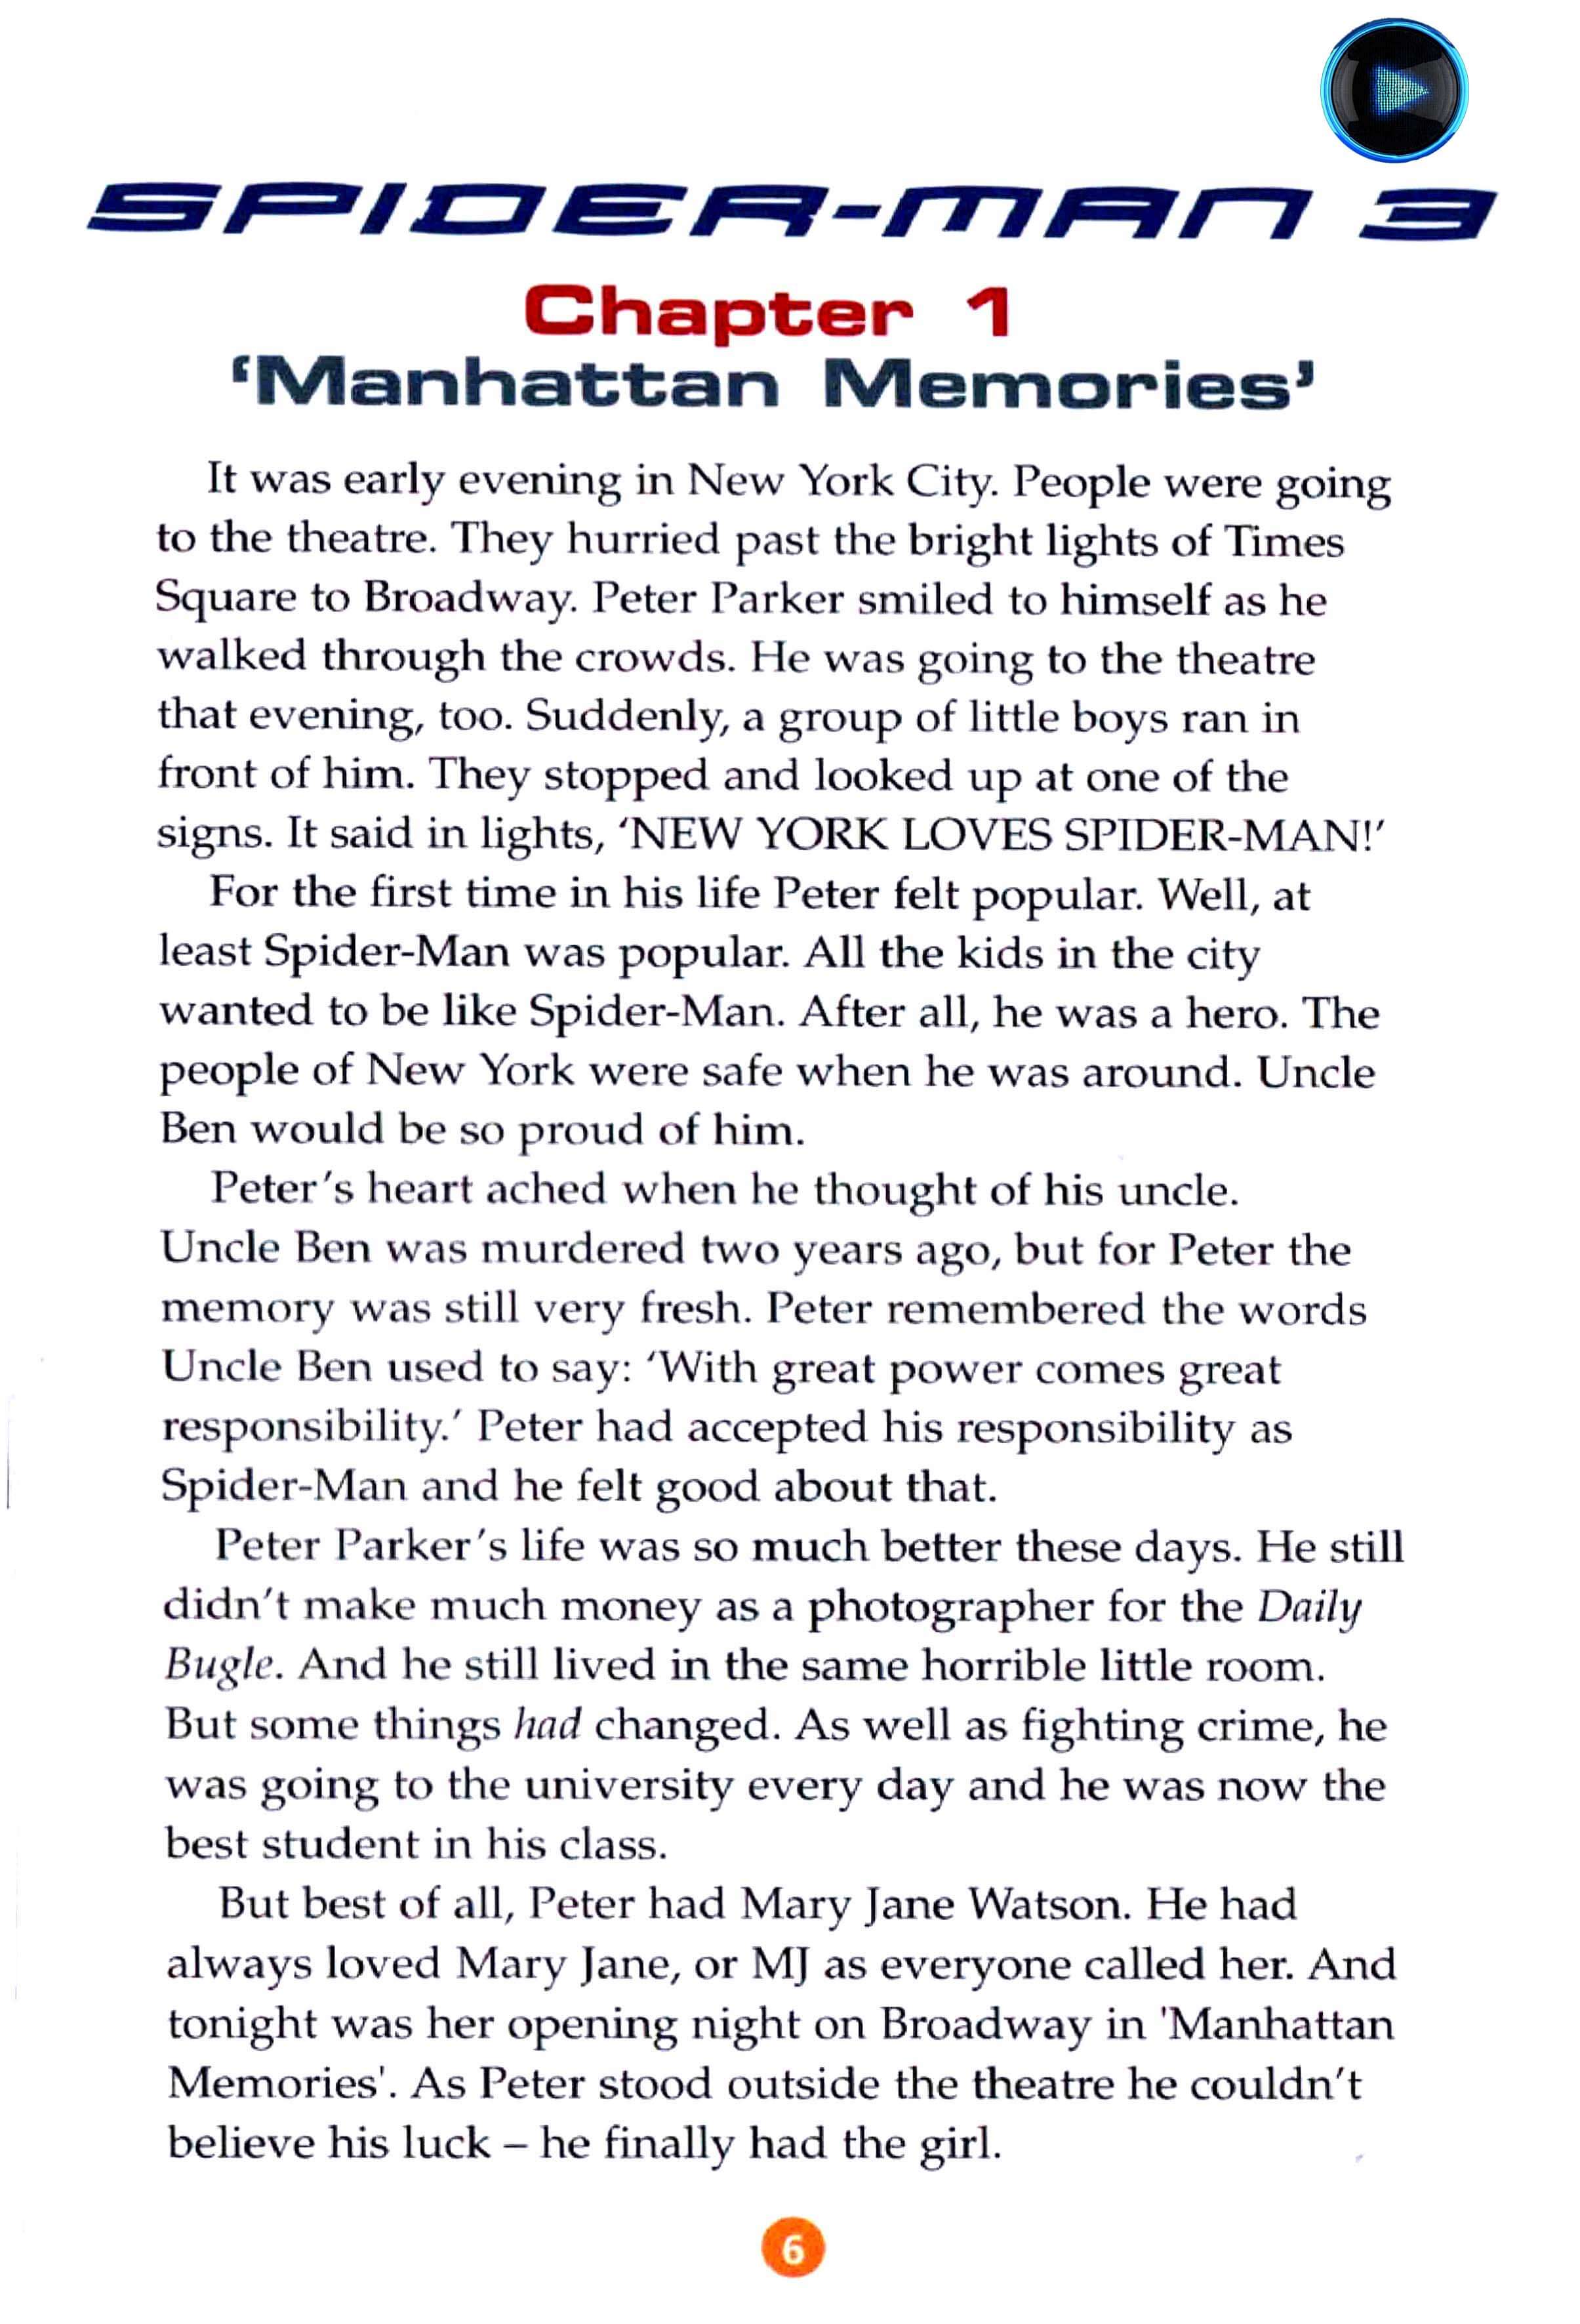 SPIDER-MAN 3
Chapter 1
‘Manhattan Memories’
It was early evening in New York City. People were going
to the theatre. They hurried past the bright lights of Times
Square to Broadway. Peter Parker smiled to himself as he
walked through the crowds. He was going to the theatre
that evening, too. Suddenly, a group of little boys ran in
front of him. They stopped and looked up at one of the
signs. It said in lights, ‘NEW YORK LOVES SPIDER-MAN!’
For the first time in his life Peter felt popular. Well, at
least Spider-Man was popular. All the kids in the city
wanted to be like Spider-Man. After all, he was a hero. The
people of New York were safe when he was around. Uncle
Ben would be so proud of him.
Peter’s heart ached when he thought of his uncle.
Uncle Ben was murdered two years ago, but for Peter the
memory was still very fresh. Peter remembered the words
Uncle Ben used to say: ‘With great power comes great
responsibility.’ Peter had accepted his responsibility as
Spider-Man and he felt good about that.
Peter Parker’s life was so much better these days. He still
didn’t make much money as a photographer for the Daily
Bugle. And he still lived in the same horrible little room.
But some things had changed. As well as fighting crime, he
was going to the university every day and he was now the
best student in his class.
But best of all, Peter had Mary Jane Watson. He had
always loved Mary Jane, or MJ as everyone called her. And
tonight was her opening night on Broadway in 'Manhattan
Memories'. As Peter stood outside the theatre he couldn’t
believe his luck – he finally had the girl.
6